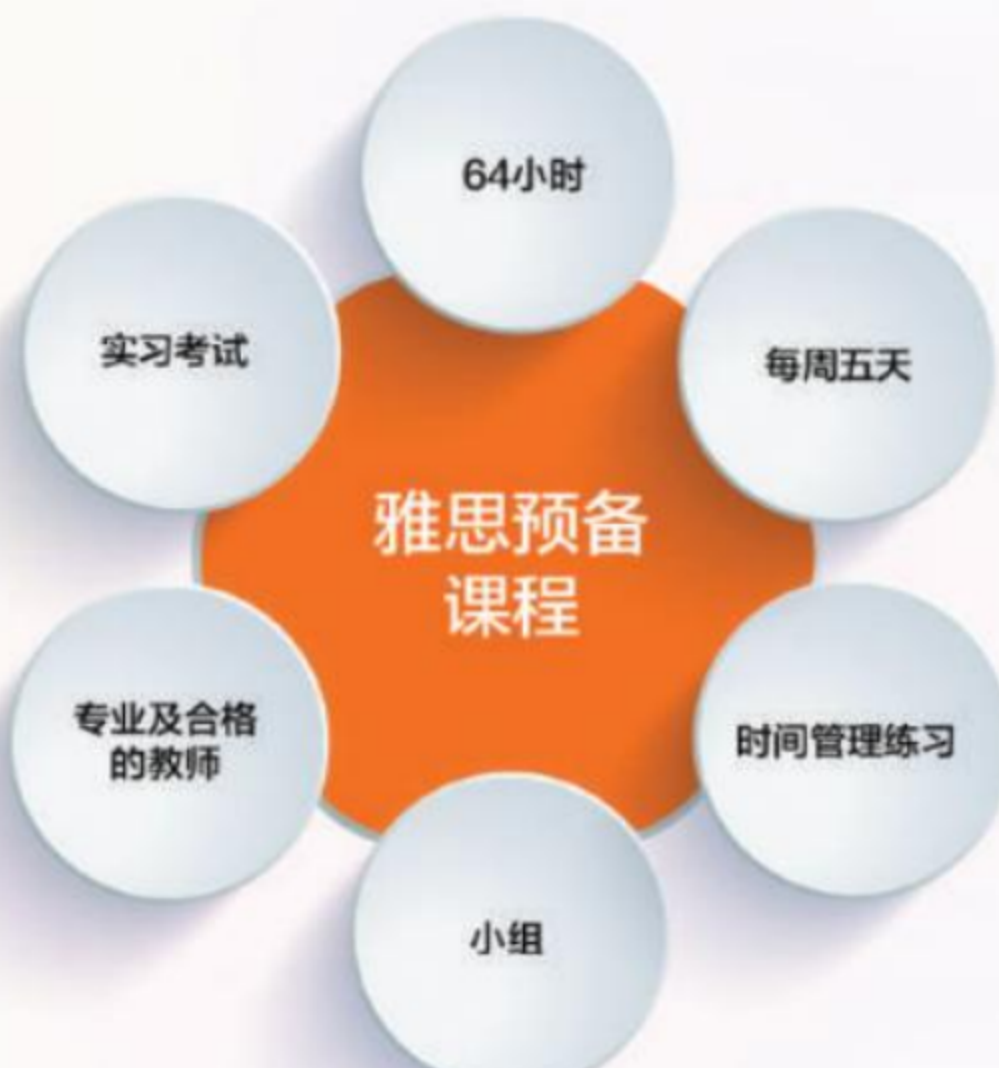 64小时
每周五天
时间管理练习
小组
专业及合格
的教师
实习考试
雅思预备
课程